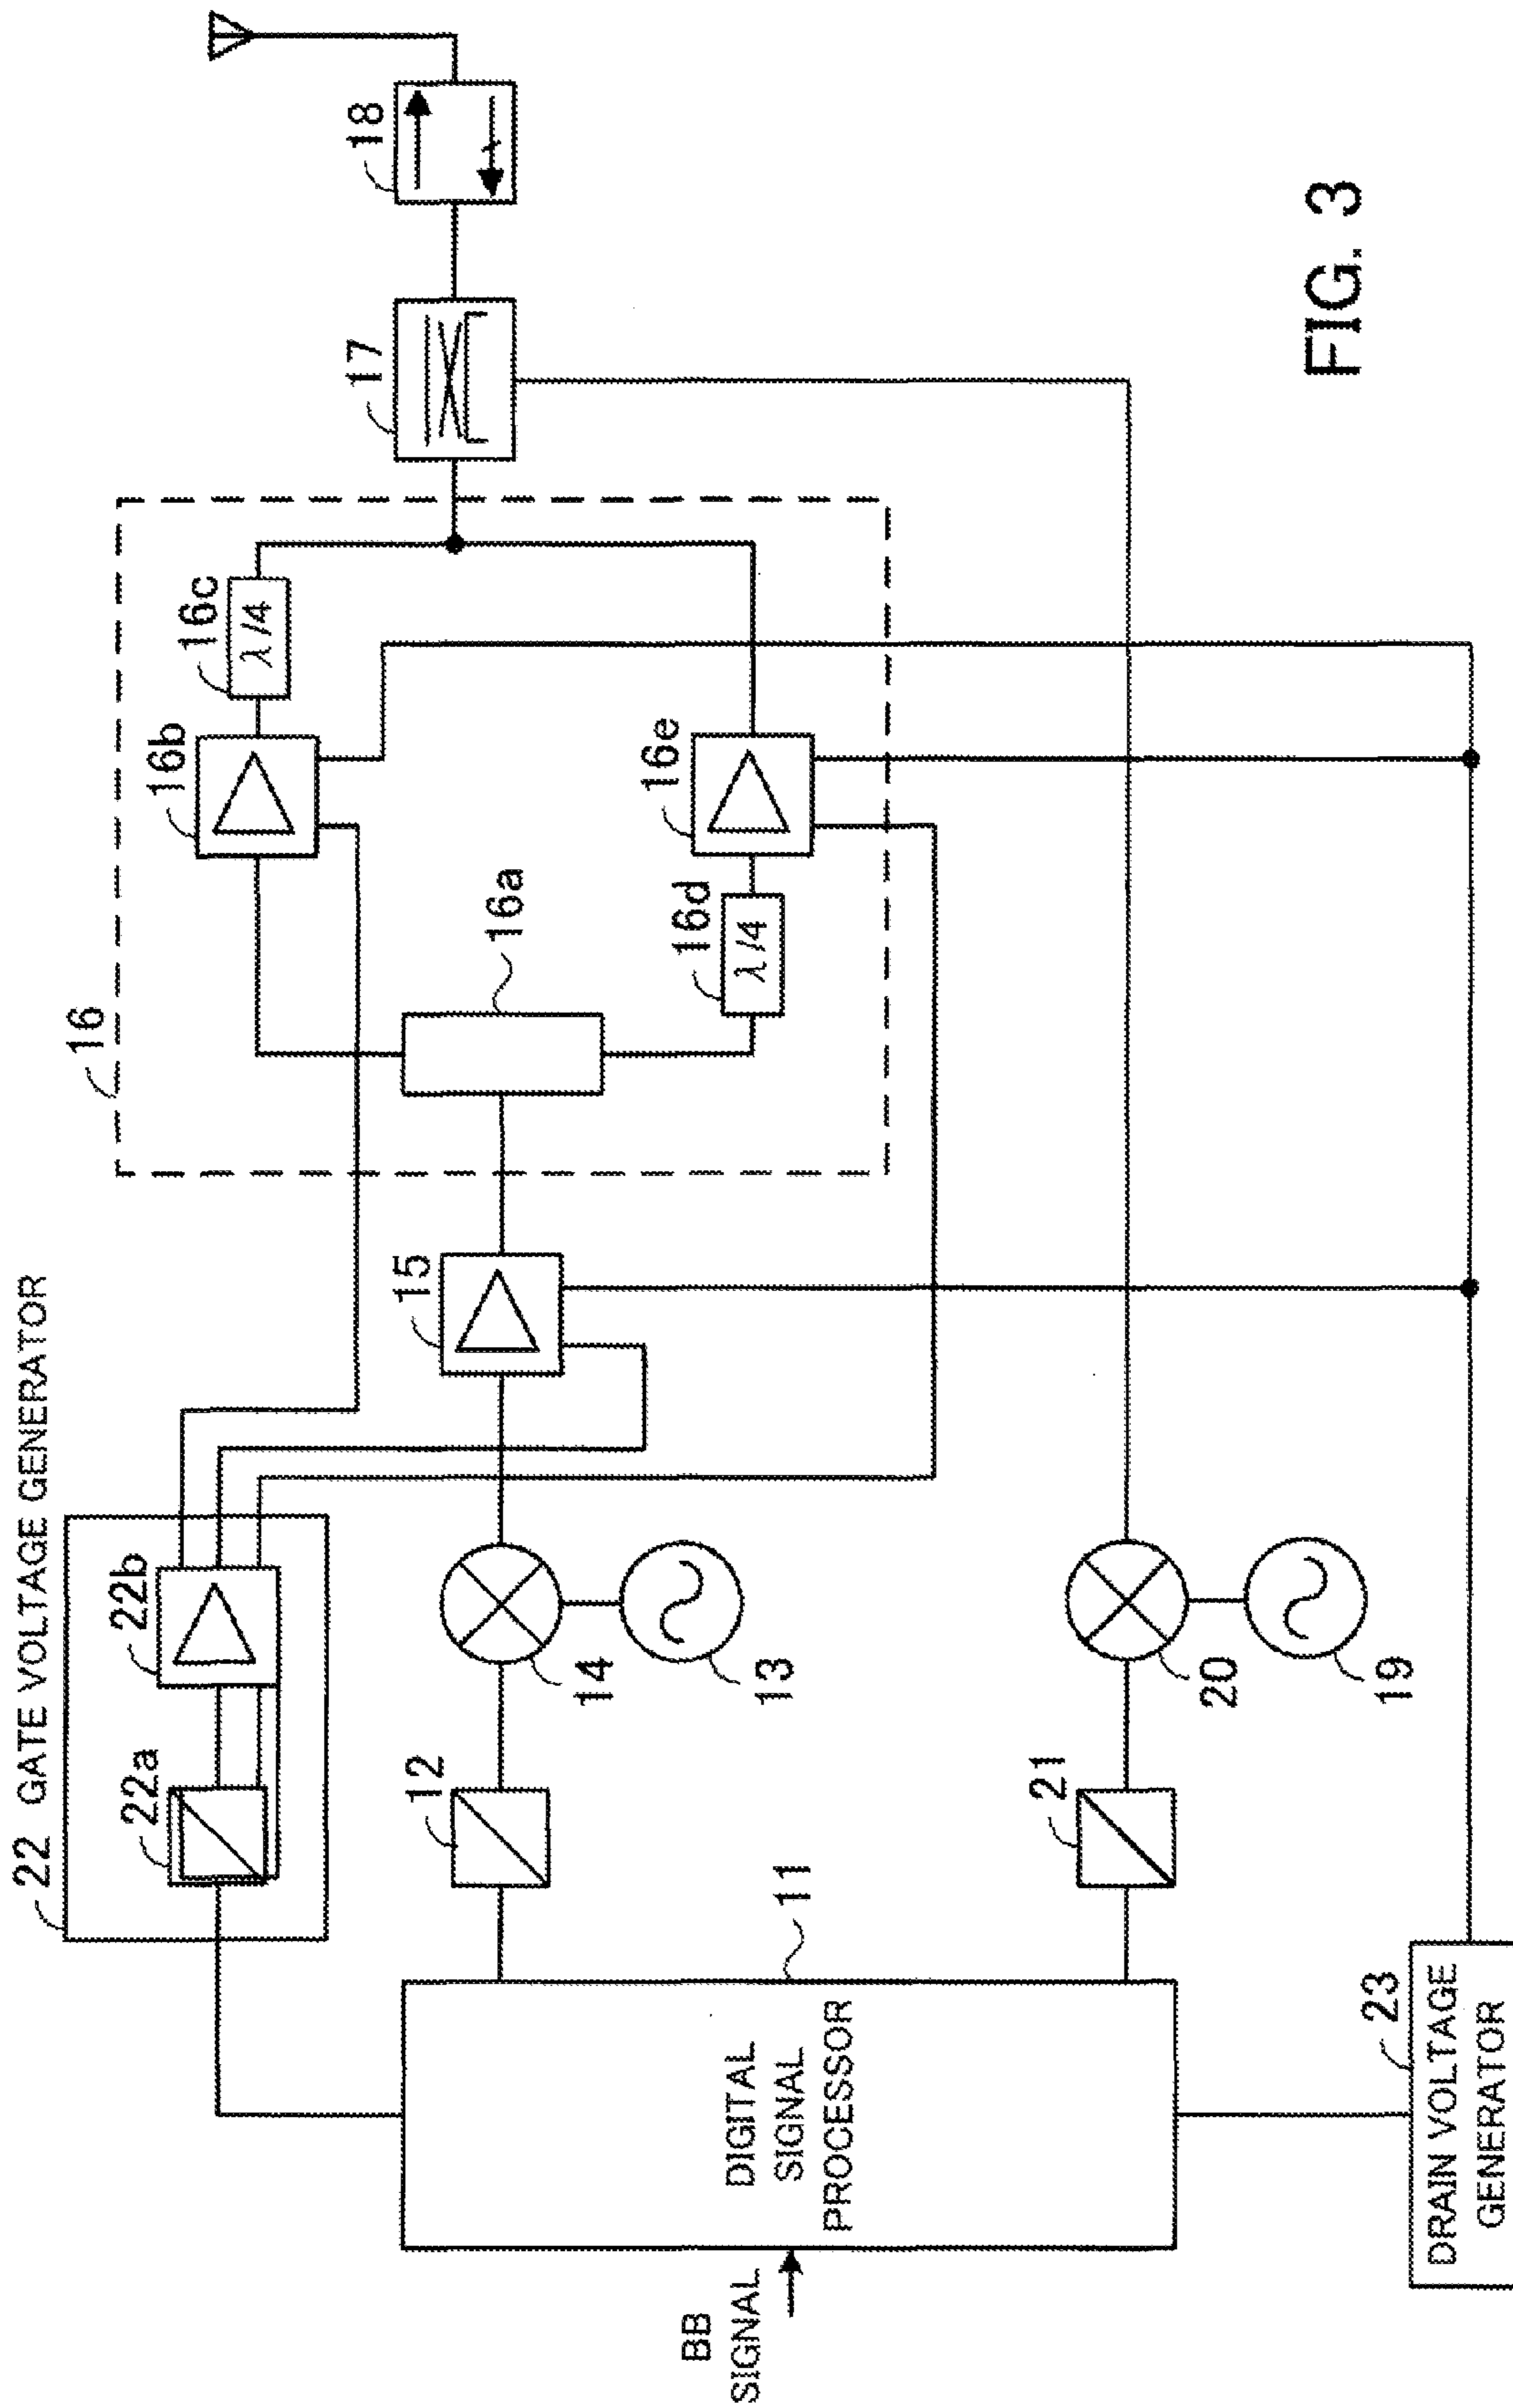 22 GATE VOLTAGE GENERATOR
22a
22b
16
16b
16c
λ/4
16a
16d
λ/4
16e
15
17
18
12
14
13
11
DIGITAL
SIGNAL
PROCESSOR
BB
SIGNAL
21
20
19
23
DRAIN VOLTAGE
GENERATOR
FIG. 3